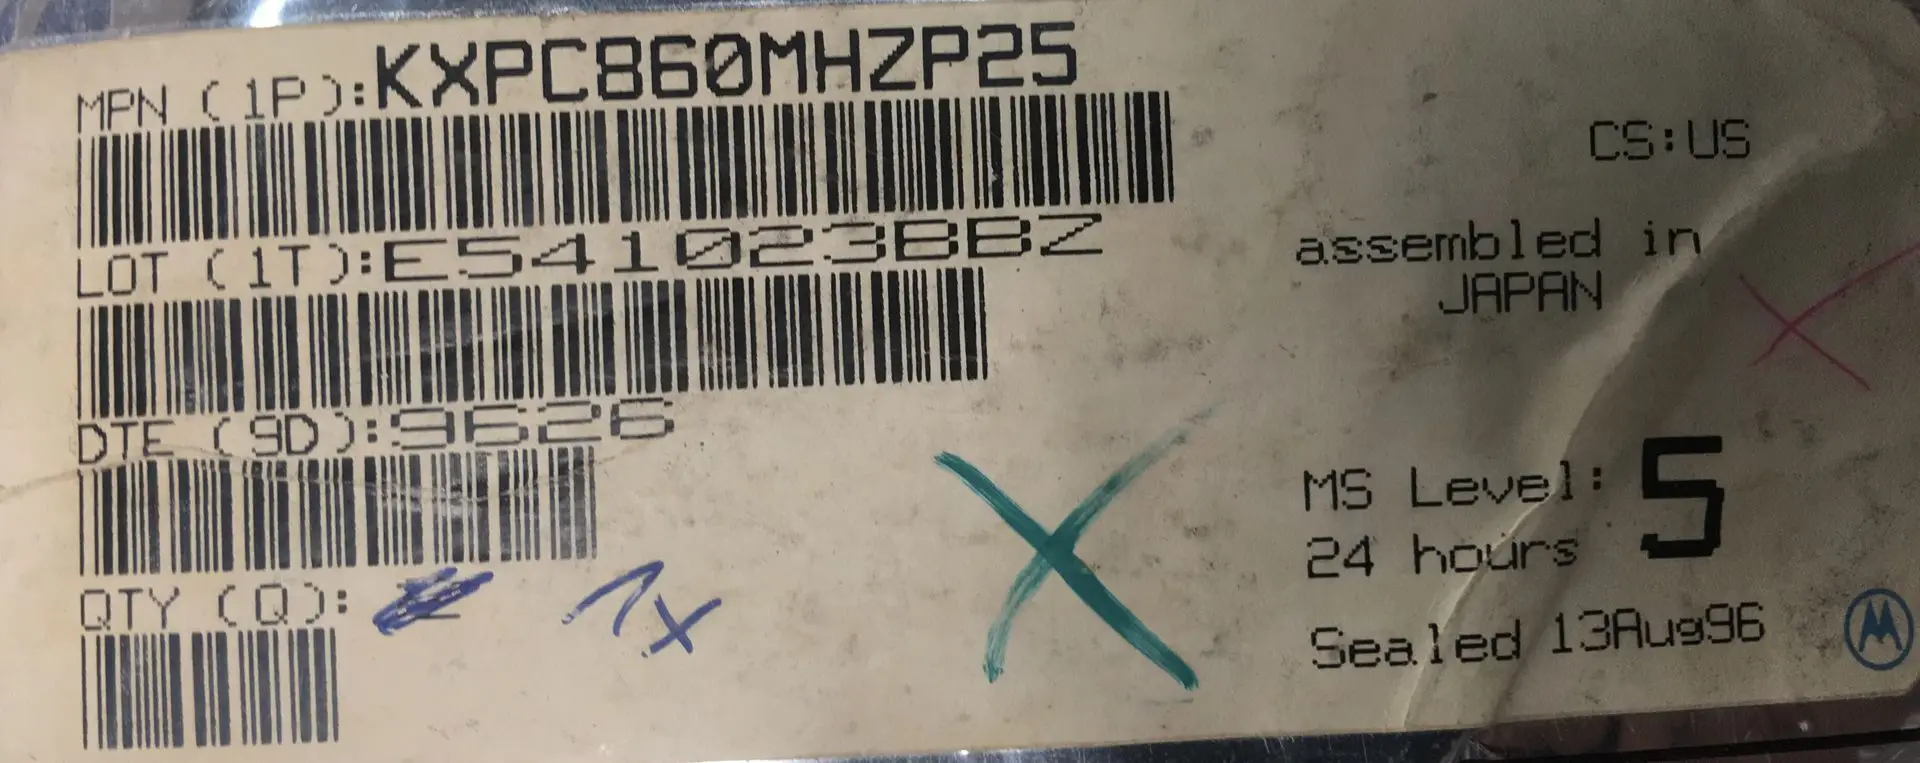 MPN (1P):KXPC860MHZP25
LOT (1T):E541023BBZ
DTE (9D):9626
QTY (Q):
1x
CS:US
assembled in
JAPAN
MS Level: 5
24 hours
Sealed 13Aug96